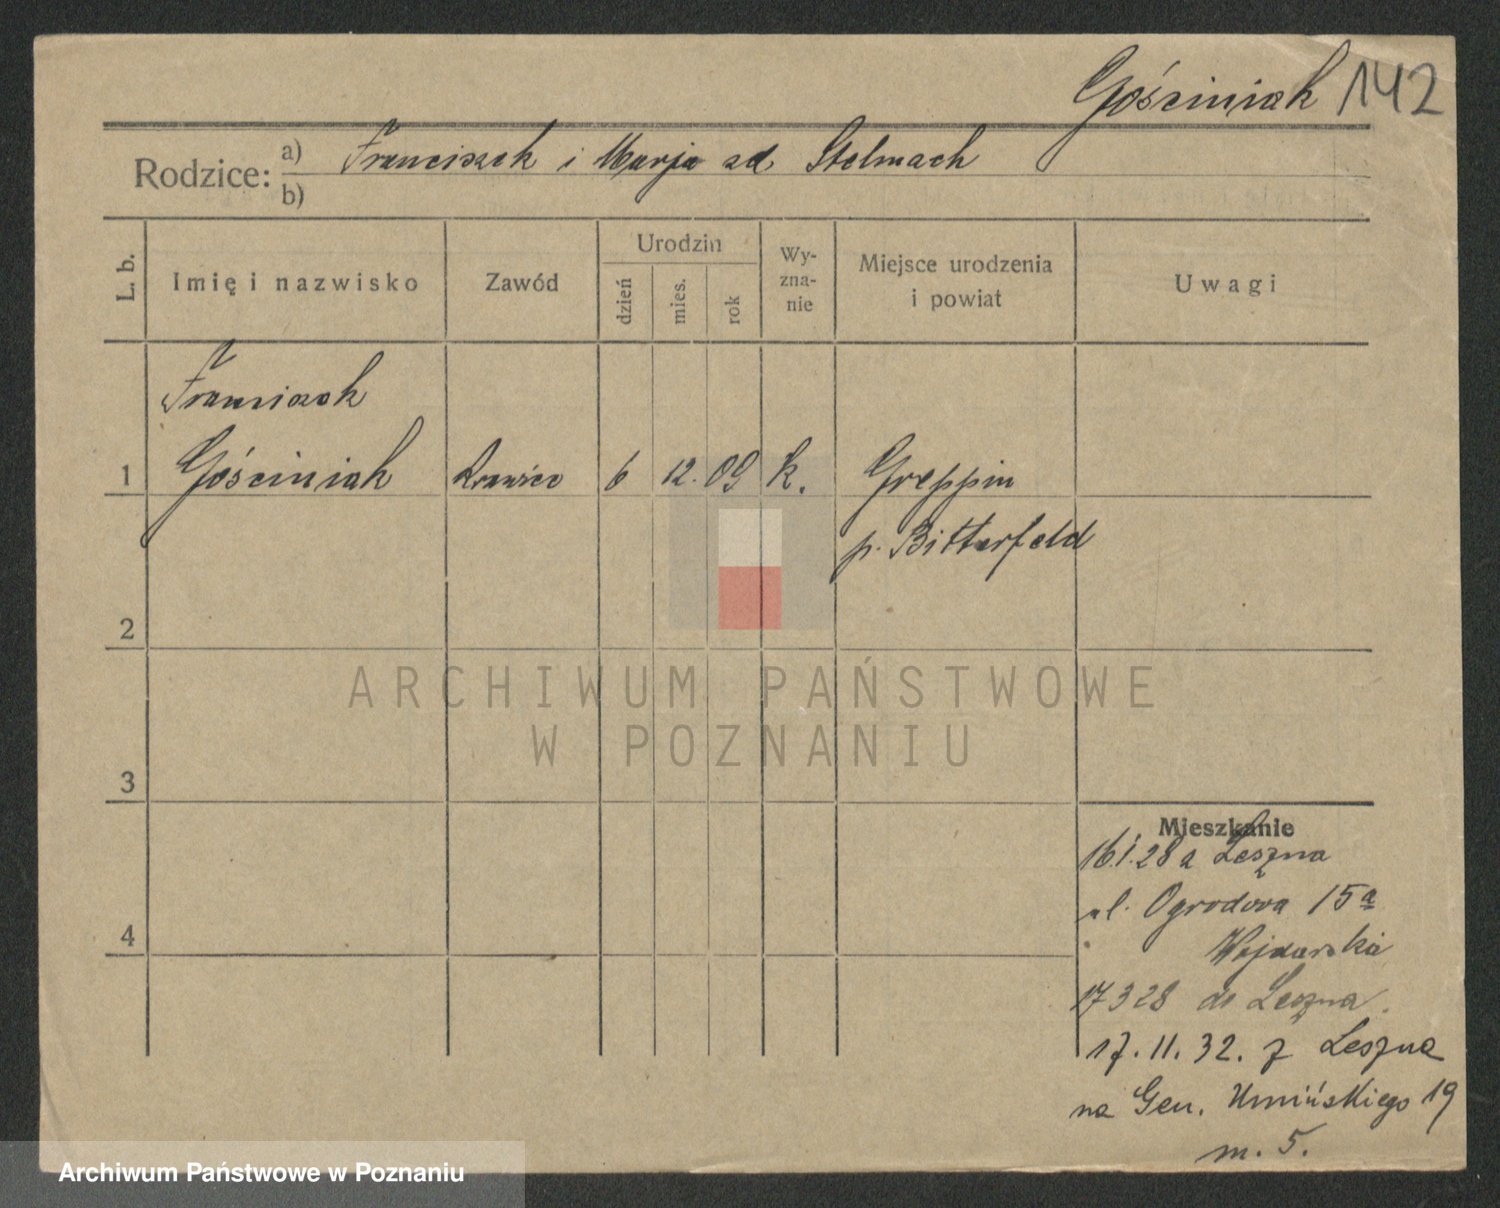 Gościniak 142
Rodzice: a) Franciszek i Marja zd Stelmach
b)
L. b.
Imię i nazwisko
Zawód
Urodzin
dzień
mies.
rok
Wy-
zna-
nie
Miejsce urodzenia
i powiat
Uwagi
Franciszek
1 Gościniak krawiec 6 12. 09 k. Greppin
p. Bitterfeld
2
3
4
Mieszkanie
16.1.28 z Leszna
ul. Ogrodowa 15a
17 3 28 do Leszna.
17. 11. 32. z Leszna
na Gen. Umińskiego 19
m. 5.
ARCHIWUM PAŃSTWOWE
W POZNANIU
Archiwum Państwowe w Poznaniu